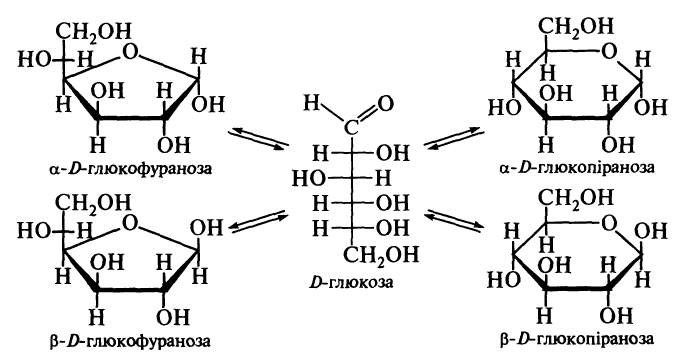 CH₂OH
O H
HO H
OH H
H OH
H OH
α-D-глюкофураноза
CH₂OH
O OH
HO H
OH H
H H
H OH
β-D-глюкофураноза
H O
C
H OH
HO H
H OH
H OH
CH₂OH
D-глюкоза
CH₂OH
H O H
H
OH H
HO OH
H OH
α-D-глюкопіраноза
CH₂OH
H O OH
H
OH H
HO H
H OH
β-D-глюкопіраноза